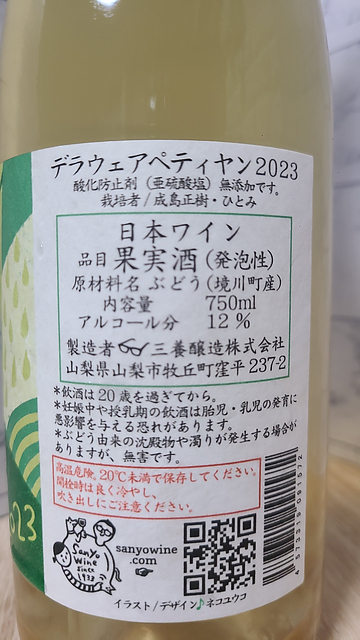 デラウェアペティヤン2023
酸化防止剤（亜硫酸塩）無添加です。
栽培者/成島正樹・ひとみ
日本ワイン
品目 果実酒(発泡性)
原材料名 ぶどう(境川町産)
内容量 750ml
アルコール分 12%
製造者 三養醸造株式会社
山梨県山梨市牧丘町窪平237-2
*飲酒は20歳を過ぎてから。
*妊娠中や授乳期の飲酒は胎児・乳児の発育に
悪影響を与える恐れがあります。
*ぶどう由来の沈殿物や濁りが発生する場合が
ありますが、無害です。
高温危険。20℃未満で保存してください。
開栓時は良く冷やし、
吹き出しにご注意ください。
023
Sanyo
Wine
since
1933
sanyowine
.com
4573316091572
イラスト/デザイン♪ネコユウコ